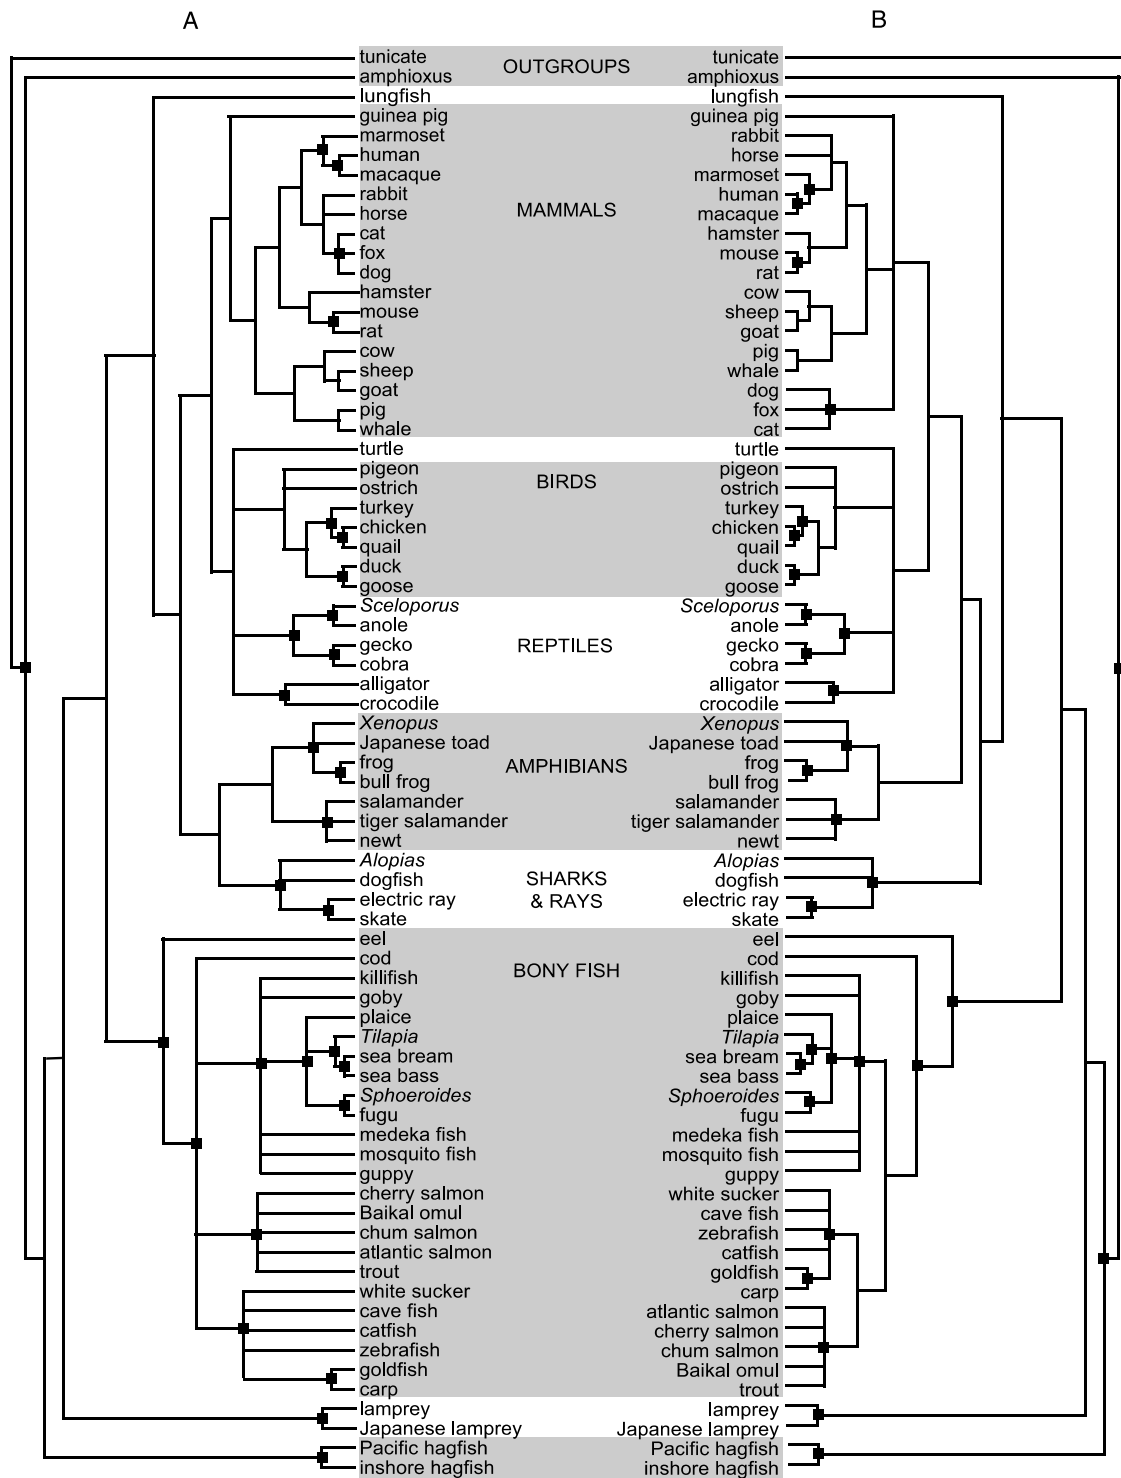 A
B
tunicate
amphioxus
lungfish
guinea pig
marmoset
human
macaque
rabbit
horse
cat
fox
dog
hamster
mouse
rat
cow
sheep
goat
pig
whale
turtle
pigeon
ostrich
turkey
chicken
quail
duck
goose
Sceloporus
anole
gecko
cobra
alligator
crocodile
Xenopus
Japanese toad
frog
bull frog
salamander
tiger salamander
newt
Alopias
dogfish
electric ray
skate
eel
cod
killifish
goby
plaice
Tilapia
sea bream
sea bass
Sphoeroides
fugu
medeka fish
mosquito fish
guppy
cherry salmon
Baikal omul
chum salmon
atlantic salmon
trout
white sucker
cave fish
catfish
zebrafish
goldfish
carp
lamprey
Japanese lamprey
Pacific hagfish
inshore hagfish
OUTGROUPS
MAMMALS
BIRDS
REPTILES
AMPHIBIANS
SHARKS
& RAYS
BONY FISH
tunicate
amphioxus
lungfish
guinea pig
rabbit
horse
marmoset
human
macaque
hamster
mouse
rat
cow
sheep
goat
pig
whale
dog
fox
cat
turtle
pigeon
ostrich
turkey
chicken
quail
duck
goose
Sceloporus
anole
gecko
cobra
alligator
crocodile
Xenopus
Japanese toad
frog
bull frog
salamander
tiger salamander
newt
Alopias
dogfish
electric ray
skate
eel
cod
killifish
goby
plaice
Tilapia
sea bream
sea bass
Sphoeroides
fugu
medeka fish
mosquito fish
guppy
white sucker
cave fish
zebrafish
catfish
goldfish
carp
atlantic salmon
cherry salmon
chum salmon
Baikal omul
trout
lamprey
Japanese lamprey
Pacific hagfish
inshore hagfish